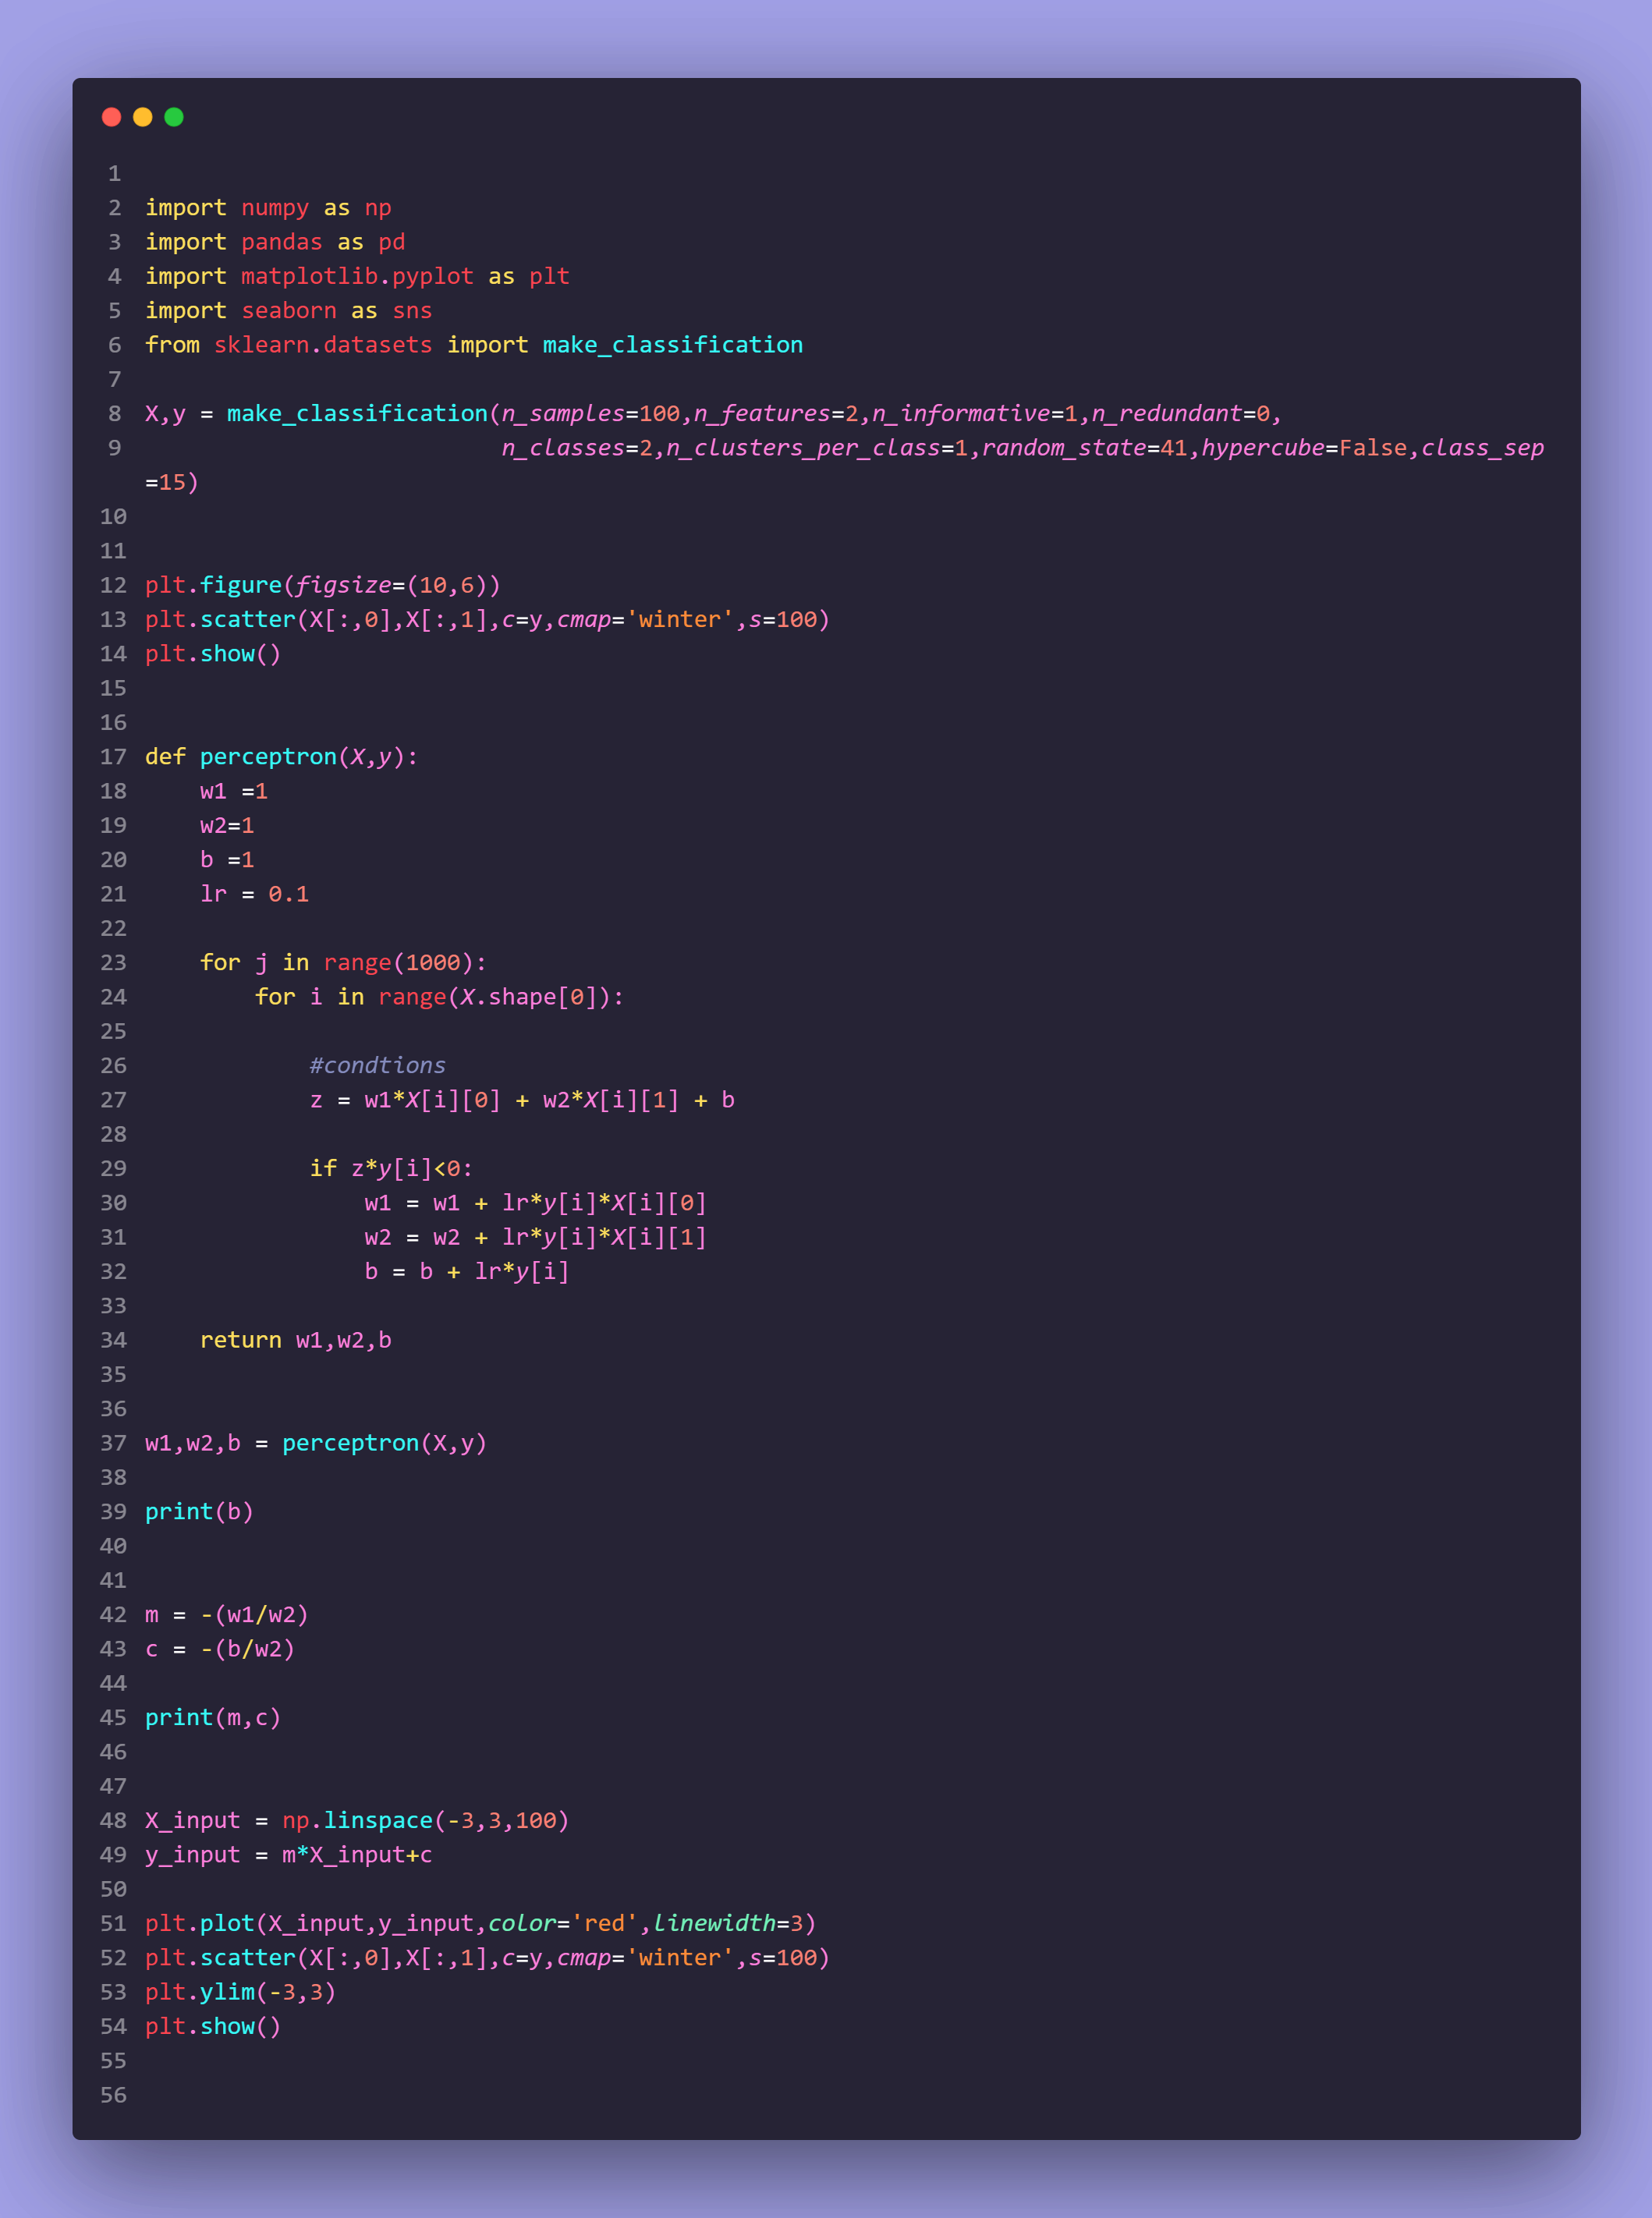 1
2 import numpy as np
3 import pandas as pd
4 import matplotlib.pyplot as plt
5 import seaborn as sns
6 from sklearn.datasets import make_classification
7
8 X,y = make_classification(n_samples=100,n_features=2,n_informative=1,n_redundant=0,
9                           n_classes=2,n_clusters_per_class=1,random_state=41,hypercube=False,class_sep
=15)
10
11
12 plt.figure(figsize=(10,6))
13 plt.scatter(X[:,0],X[:,1],c=y,cmap='winter',s=100)
14 plt.show()
15
16
17 def perceptron(X,y):
18     w1 =1
19     w2=1
20     b =1
21     lr = 0.1
22
23     for j in range(1000):
24         for i in range(X.shape[0]):
25
26             #condtions
27             z = w1*X[i][0] + w2*X[i][1] + b
28
29             if z*y[i]<0:
30                 w1 = w1 + lr*y[i]*X[i][0]
31                 w2 = w2 + lr*y[i]*X[i][1]
32                 b = b + lr*y[i]
33
34     return w1,w2,b
35
36
37 w1,w2,b = perceptron(X,y)
38
39 print(b)
40
41
42 m = -(w1/w2)
43 c = -(b/w2)
44
45 print(m,c)
46
47
48 X_input = np.linspace(-3,3,100)
49 y_input = m*X_input+c
50
51 plt.plot(X_input,y_input,color='red',linewidth=3)
52 plt.scatter(X[:,0],X[:,1],c=y,cmap='winter',s=100)
53 plt.ylim(-3,3)
54 plt.show()
55
56